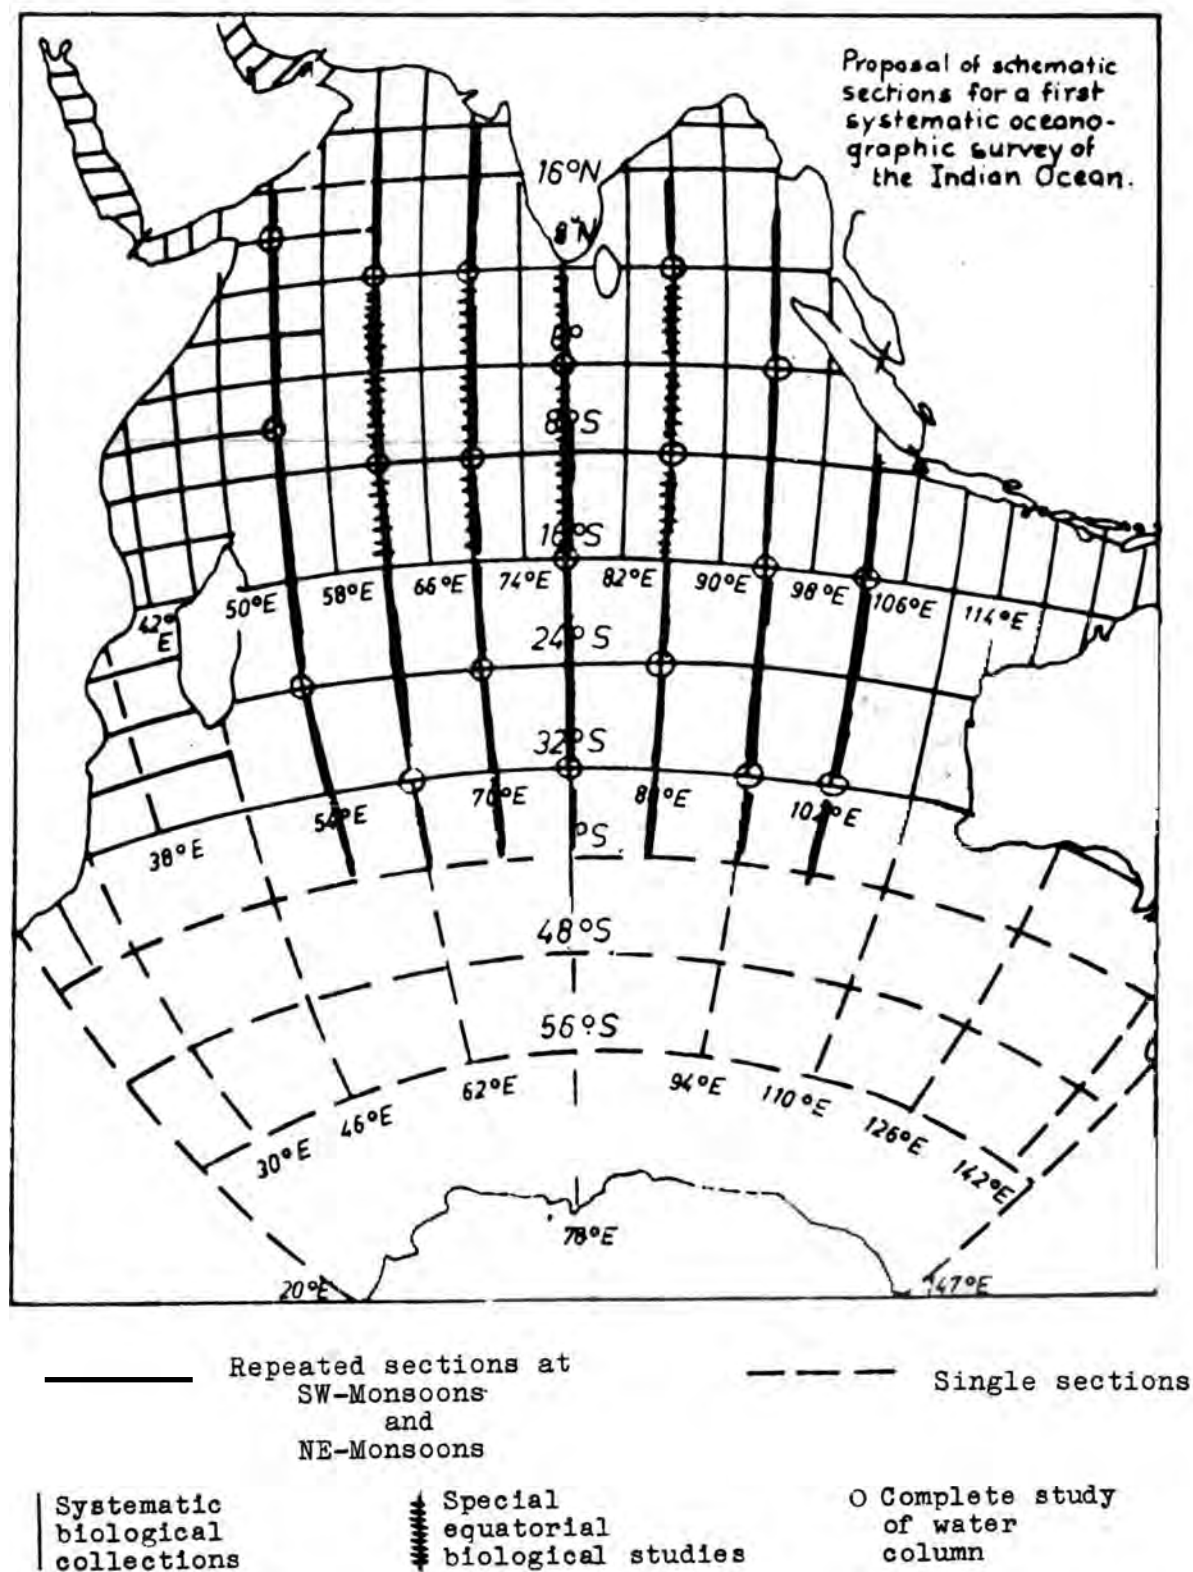 Proposal of schematic
sections for a first
systematic oceano-
graphic survey of
the Indian Ocean.
16°N
8°N
0°
8°S
16°S
50°E 58°E 66°E 74°E 82°E 90°E 98°E 106°E 114°E
42°
E
24°S
32°S
38°E 54°E 70°E 102°E
°S
48°S
56°S
30°E 46°E 62°E 94°E 110°E 126°E 142°E
78°E
20°E 147°E
Repeated sections at
SW-Monsoons
and
NE-Monsoons
Single sections
Systematic
biological
collections
Special
equatorial
biological studies
Complete study
of water
column